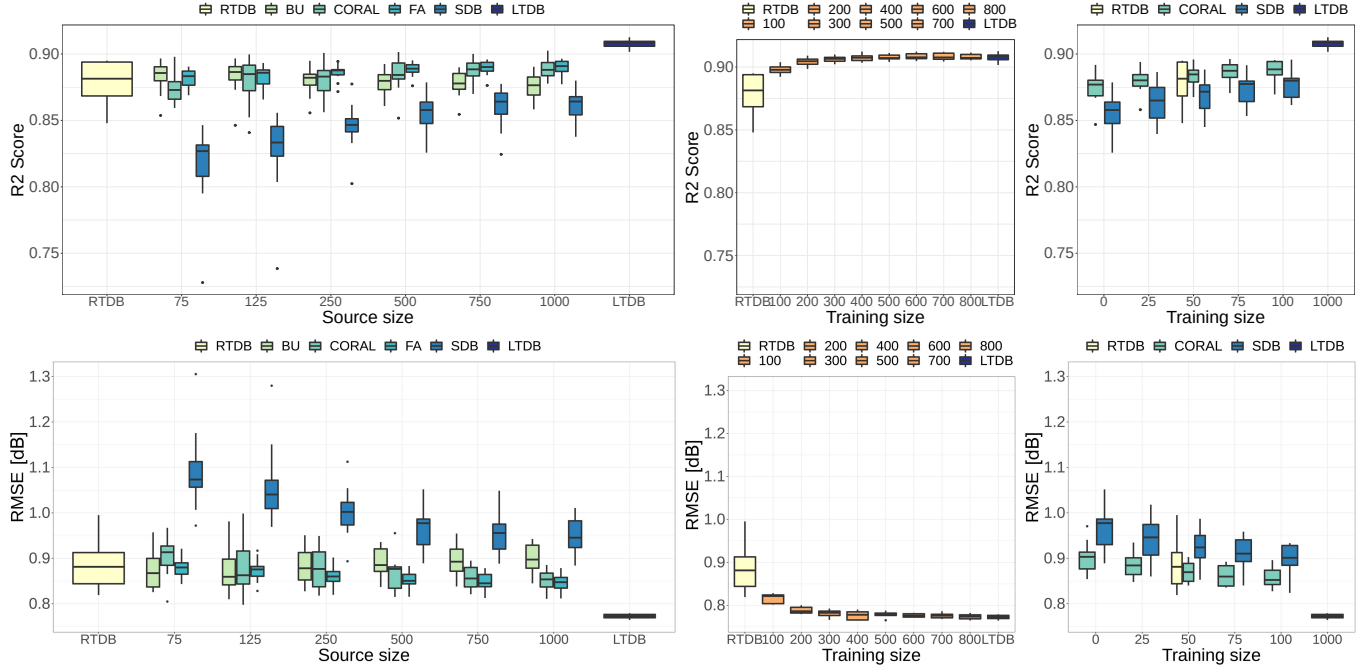 RTDB BU CORAL FA SDB LTDB
0.90
0.85
0.80
0.75
R2 Score
RTDB 75 125 250 500 750 1000 LTDB
Source size
RTDB 200 400 600 800
100 300 500 700 LTDB
0.90
0.85
0.80
0.75
R2 Score
RTDB 100 200 300 400 500 600 700 800 LTDB
Training size
RTDB CORAL SDB LTDB
0.90
0.85
0.80
0.75
R2 Score
0 25 50 75 100 1000
Training size
RTDB BU CORAL FA SDB LTDB
1.3
1.2
1.1
1.0
0.9
0.8
RMSE [dB]
RTDB 75 125 250 500 750 1000 LTDB
Source size
RTDB 200 400 600 800
100 300 500 700 LTDB
1.3
1.2
1.1
1.0
0.9
0.8
RMSE [dB]
RTDB 100 200 300 400 500 600 700 800 LTDB
Training size
RTDB CORAL SDB LTDB
1.3
1.2
1.1
1.0
0.9
0.8
RMSE [dB]
0 25 50 75 100 1000
Training size